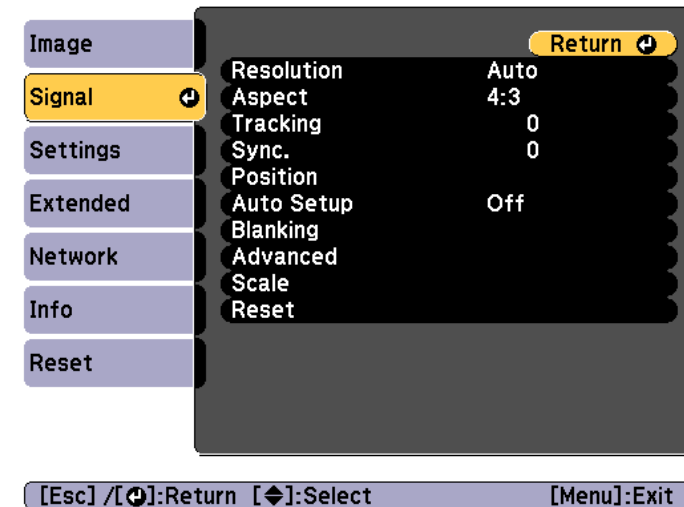 Image
Signal
Settings
Extended
Network
Info
Reset
Return
Resolution Auto
Aspect 4:3
Tracking 0
Sync. 0
Position
Auto Setup Off
Blanking
Advanced
Scale
Reset
[Esc] /[⏎]:Return [◆]:Select [Menu]:Exit